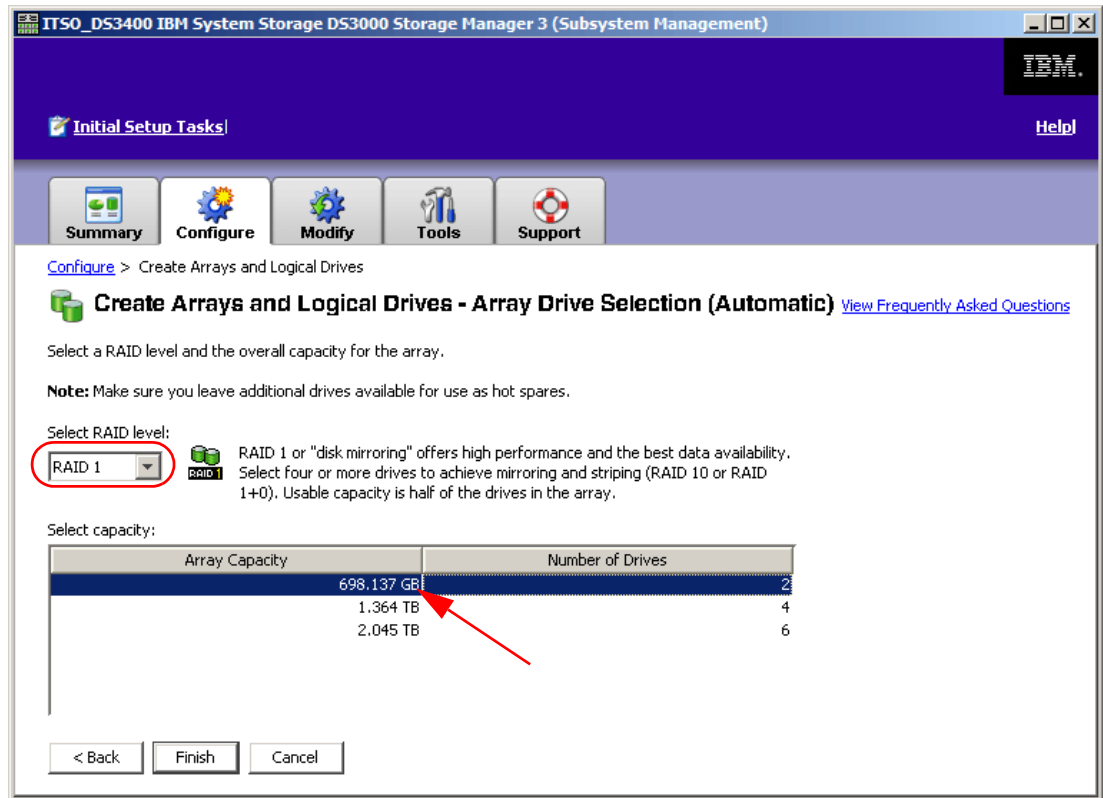 ITSO_DS3400 IBM System Storage DS3000 Storage Manager 3 (Subsystem Management)
IBM.
Initial Setup Tasks
Help
Summary
Configure
Modify
Tools
Support
Configure > Create Arrays and Logical Drives
Create Arrays and Logical Drives - Array Drive Selection (Automatic) View Frequently Asked Questions
Select a RAID level and the overall capacity for the array.
Note: Make sure you leave additional drives available for use as hot spares.
Select RAID level:
RAID 1
RAID 1
RAID 1 or "disk mirroring" offers high performance and the best data availability.
Select four or more drives to achieve mirroring and striping (RAID 10 or RAID
1+0). Usable capacity is half of the drives in the array.
Select capacity:
Array Capacity Number of Drives
698.137 GB 2
1.364 TB 4
2.045 TB 6
< Back Finish Cancel